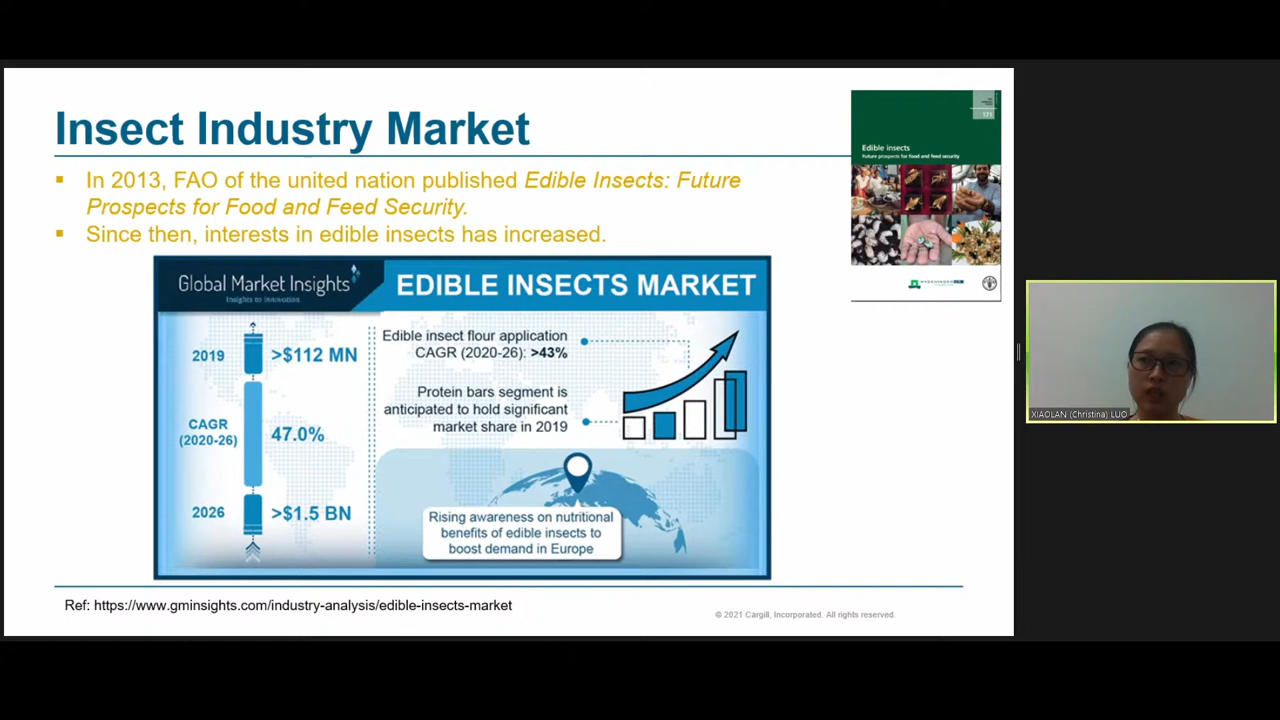 Insect Industry Market
In 2013, FAO of the united nation published Edible Insects: Future
Prospects for Food and Feed Security.
Since then, interests in edible insects has increased.
171
Edible insects
Future prospects for food and feed security
Global Market Insights
Insights to Innovation
EDIBLE INSECTS MARKET
2019
>$112 MN
CAGR
(2020-26)
47.0%
2026
>$1.5 BN
Edible insect flour application
CAGR (2020-26): >43%
Protein bars segment is
anticipated to hold significant
market share in 2019
Rising awareness on nutritional
benefits of edible insects to
boost demand in Europe
Ref: https://www.gminsights.com/industry-analysis/edible-insects-market
© 2021 Cargill, Incorporated. All rights reserved.
XIAOLAN (Christina) LUO